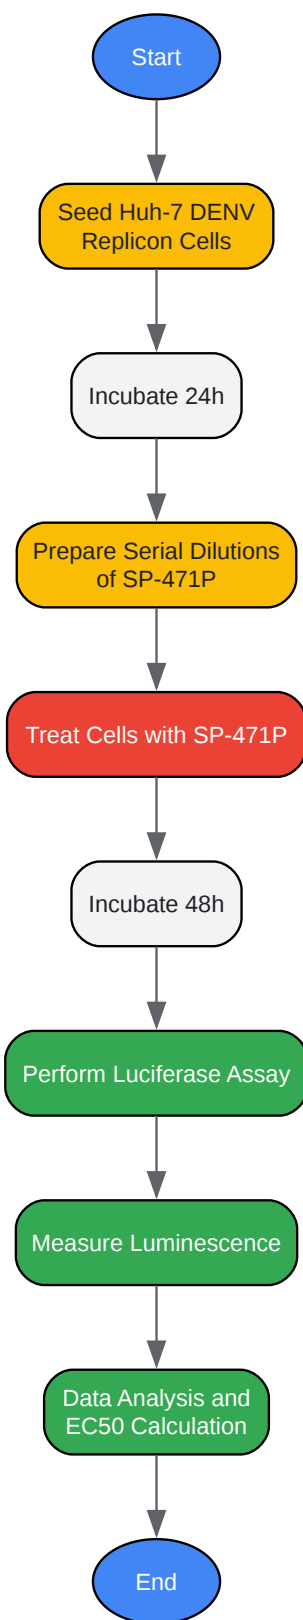 Start
Seed Huh-7 DENV
Replicon Cells
Incubate 24h
Prepare Serial Dilutions
of SP-471P
Treat Cells with SP-471P
Incubate 48h
Perform Luciferase Assay
Measure Luminescence
Data Analysis and
EC50 Calculation
End